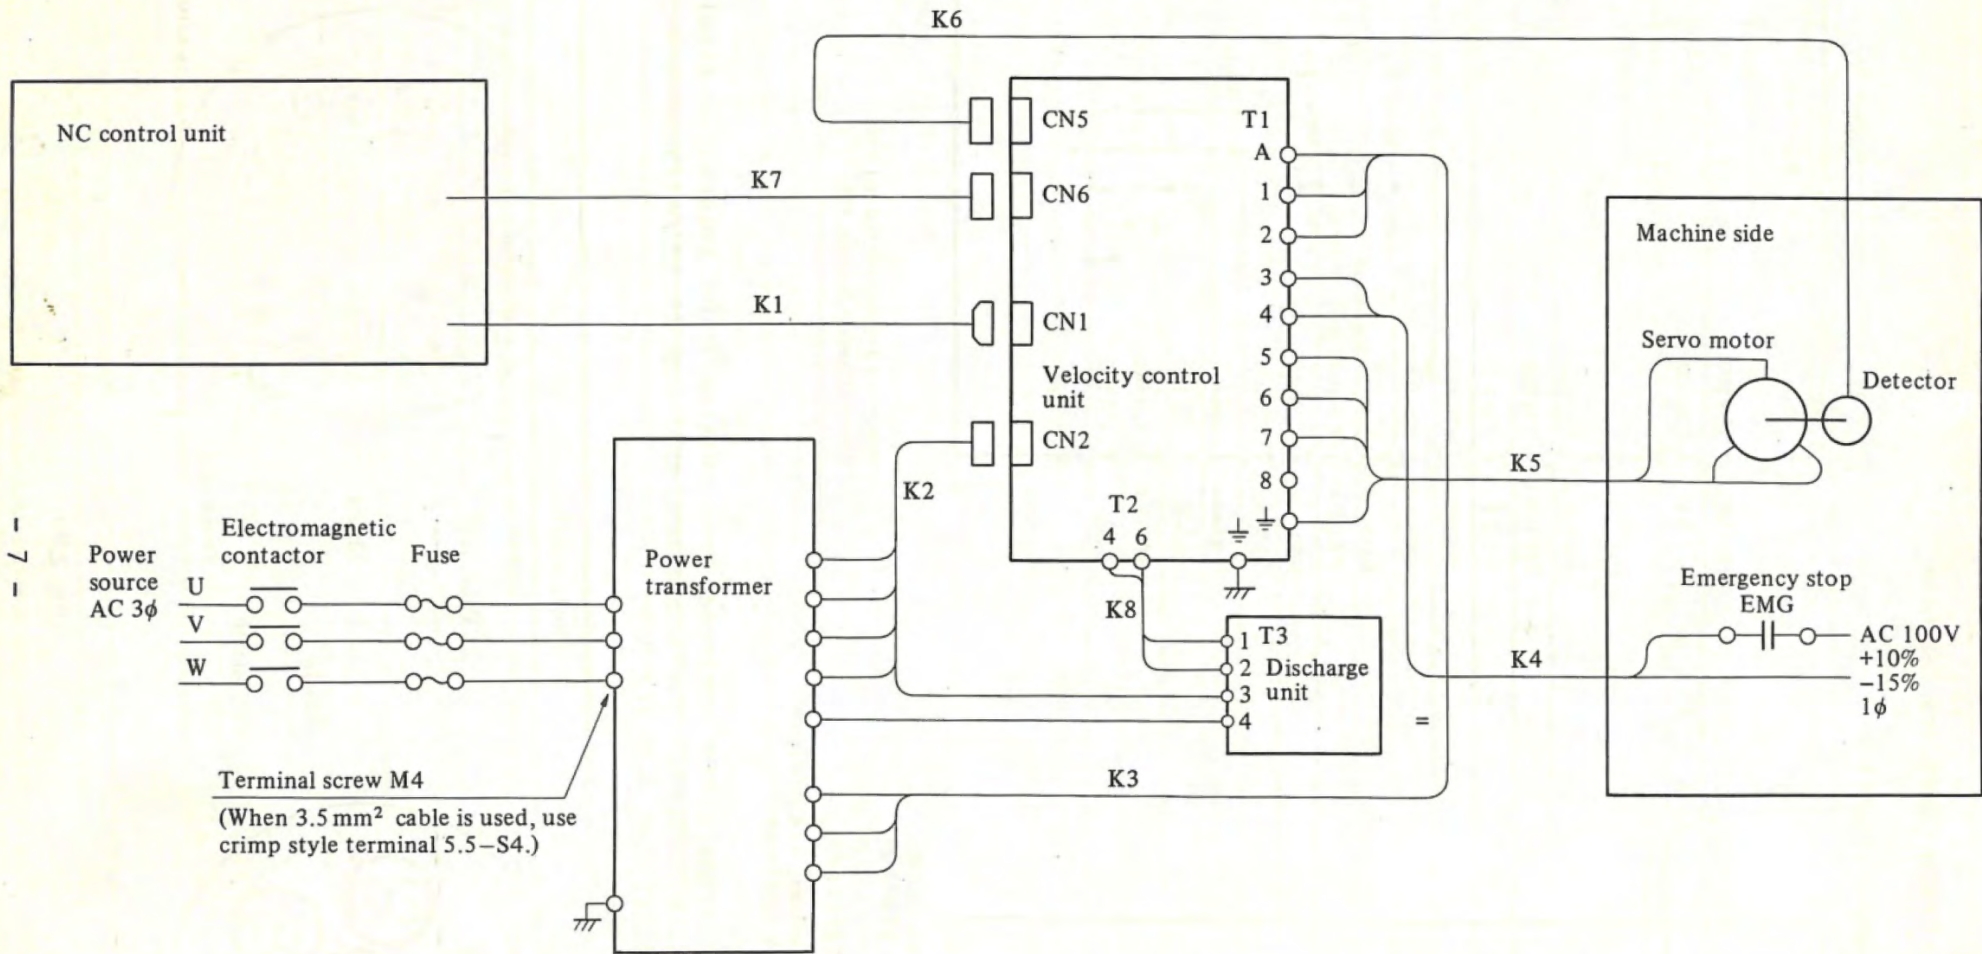 K6
NC control unit
K7
K1
CN5
CN6
CN1
Velocity control
unit
CN2
T1
A
1
2
3
4
5
6
7
8
T2
4 6
Machine side
Servo motor
Detector
K5
Emergency stop
EMG
AC 100V
+10%
−15%
1ϕ
K4
K2
K8
1 T3
2 Discharge
3 unit
4
=
K3
Power
source
AC 3ϕ
U
V
W
Electromagnetic
contactor
Fuse
Power
transformer
Terminal screw M4
(When 3.5 mm² cable is used, use
crimp style terminal 5.5−S4.)
− 7 −